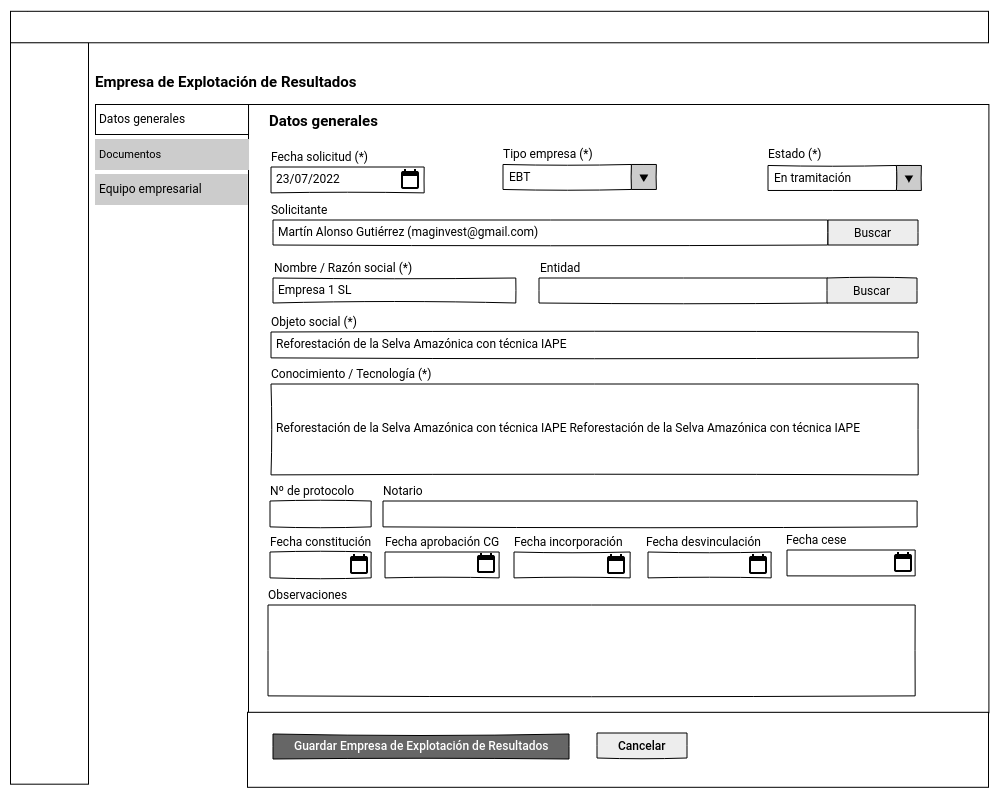 Empresa de Explotación de Resultados
Datos generales
Documentos
Equipo empresarial
Datos generales
Fecha solicitud (*)
Tipo empresa (*)
Estado (*)
23/07/2022
EBT
En tramitación
Solicitante
Martín Alonso Gutiérrez (maginvest@gmail.com)
Buscar
Nombre / Razón social (*)
Entidad
Empresa 1 SL
Buscar
Objeto social (*)
Reforestación de la Selva Amazónica con técnica IAPE
Conocimiento / Tecnología (*)
Reforestación de la Selva Amazónica con técnica IAPE Reforestación de la Selva Amazónica con técnica IAPE
Nº de protocolo
Notario
Fecha constitución
Fecha aprobación CG
Fecha incorporación
Fecha desvinculación
Fecha cese
Observaciones
Guardar Empresa de Explotación de Resultados
Cancelar